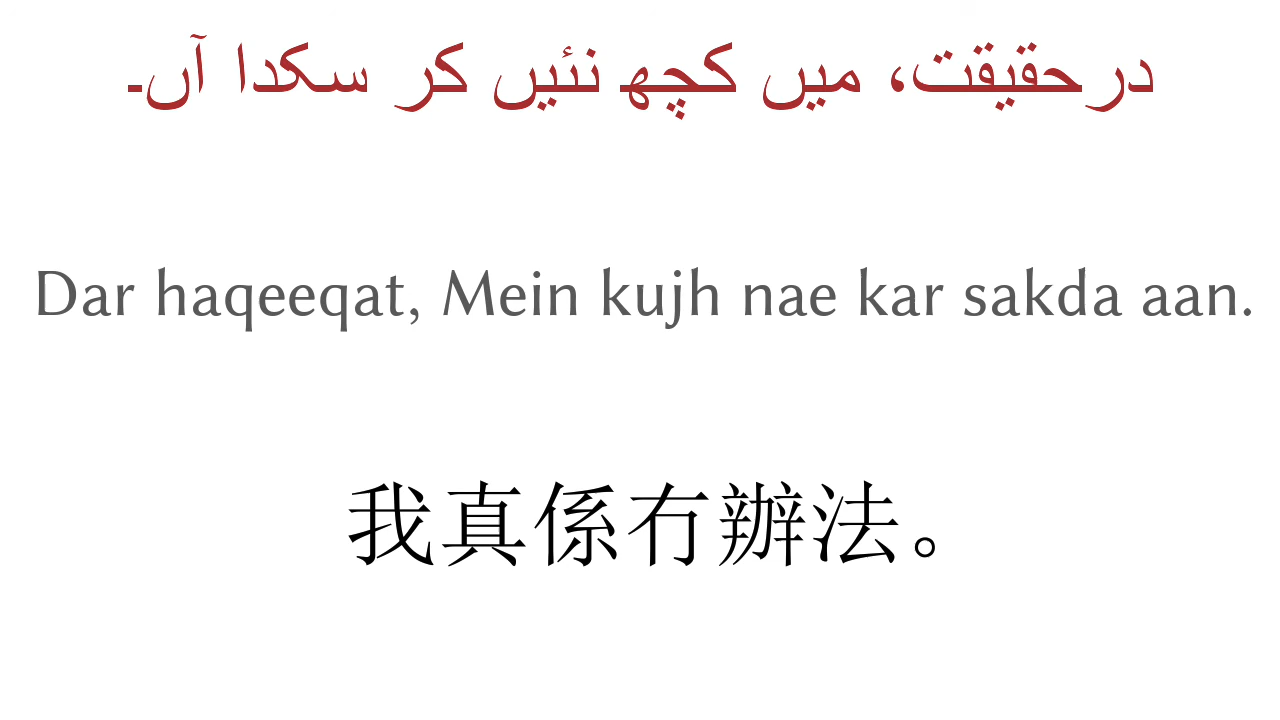 درحقیقت، میں کچھ نئیں کر سکدا آں۔
Dar haqeeqat, Mein kujh nae kar sakda aan.
我真係冇辦法。